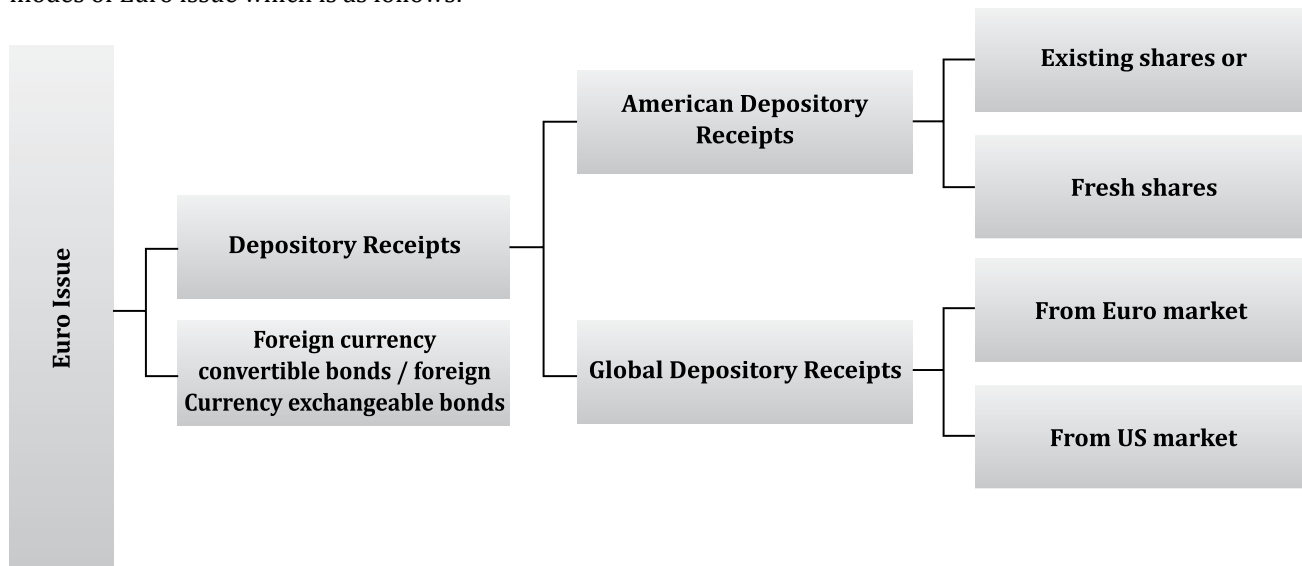 modes of Euro issue which is as follows:
Euro Issue
Depository Receipts
Foreign currency
convertible bonds / foreign
Currency exchangeable bonds
American Depository
Receipts
Global Depository Receipts
Existing shares or
Fresh shares
From Euro market
From US market